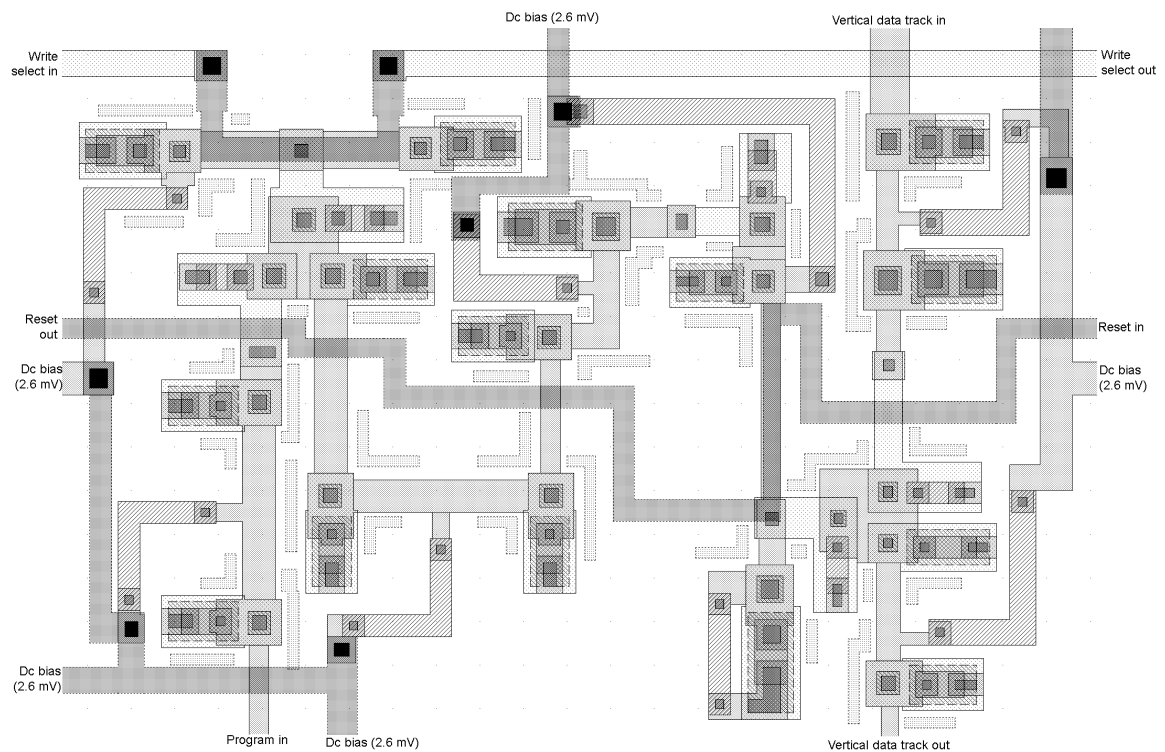 Dc bias (2.6 mV)
Vertical data track in
Write
select in
Write
select out
Reset
out
Reset in
Dc bias
(2.6 mV)
Dc bias
(2.6 mV)
Dc bias
(2.6 mV)
Program in
Dc bias (2.6 mV)
Vertical data track out